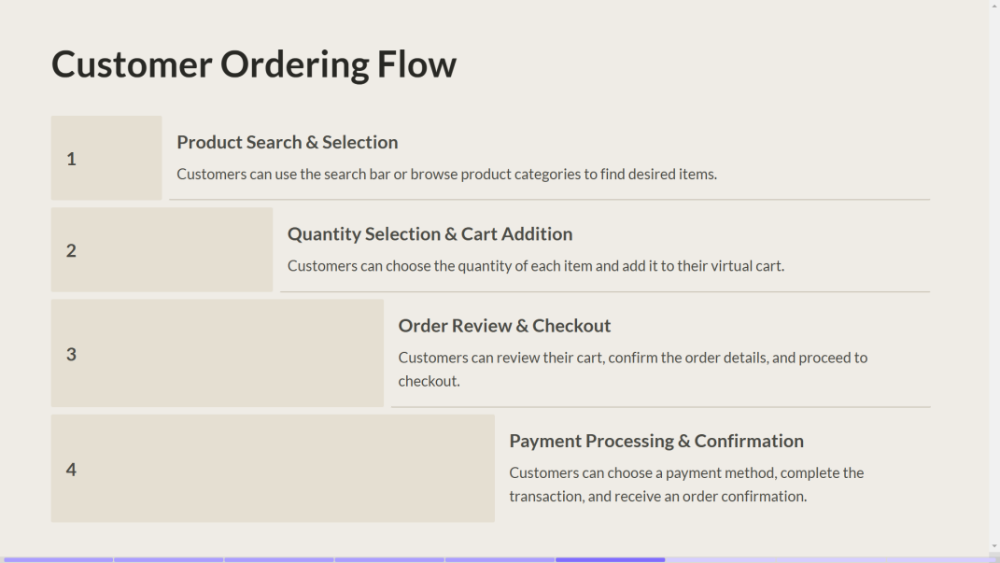 Customer Ordering Flow
1
Product Search & Selection
Customers can use the search bar or browse product categories to find desired items.
2
Quantity Selection & Cart Addition
Customers can choose the quantity of each item and add it to their virtual cart.
3
Order Review & Checkout
Customers can review their cart, confirm the order details, and proceed to
checkout.
4
Payment Processing & Confirmation
Customers can choose a payment method, complete the
transaction, and receive an order confirmation.